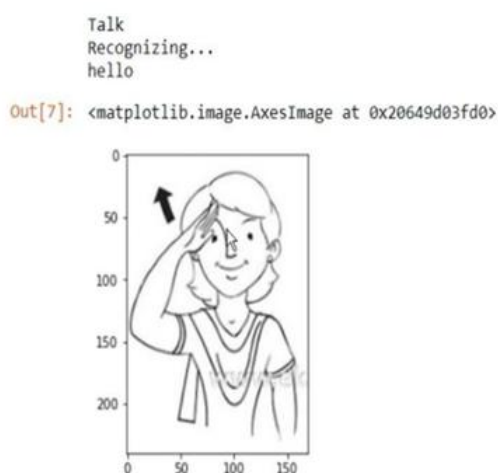 Talk
Recognizing...
hello
Out[7]: <matplotlib.image.AxesImage at 0x20649d03fd0>
0
50
100
150
200
0 50 100 150